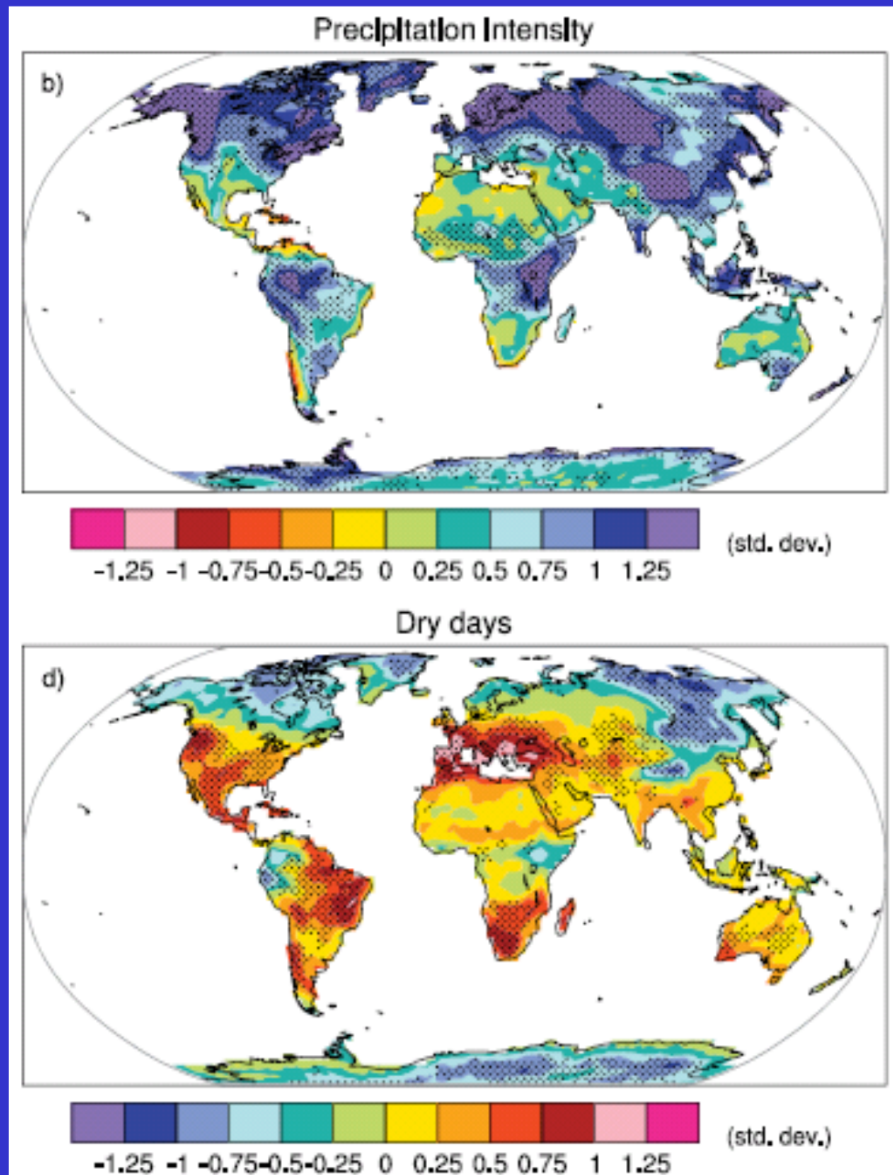 Precipitation Intensity
b)
-1.25 -1 -0.75 -0.5 -0.25 0 0.25 0.5 0.75 1 1.25 (std. dev.)
Dry days
d)
-1.25 -1 -0.75 -0.5 -0.25 0 0.25 0.5 0.75 1 1.25 (std. dev.)